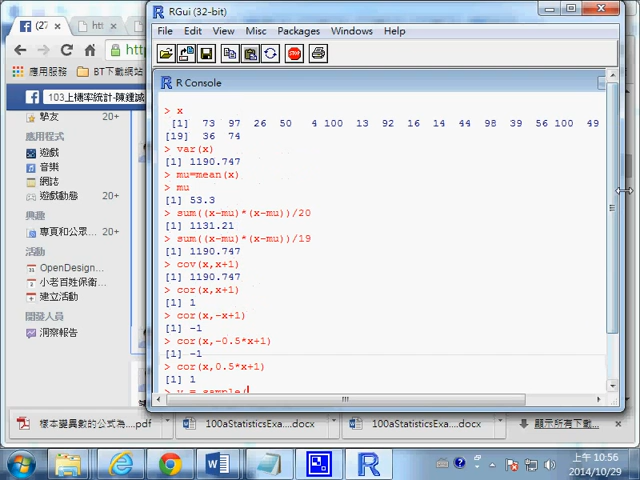 RGui (32-bit)
File Edit View Misc Packages Windows Help
R Console
> x
[1] 73 97 26 50 4 100 13 92 16 14 44 98 39 56 100 49
[19] 36 74
> var(x)
[1] 1190.747
> mu=mean(x)
> mu
[1] 53.3
> sum((x-mu)*(x-mu))/20
[1] 1131.21
> sum((x-mu)*(x-mu))/19
[1] 1190.747
> cov(x,x+1)
[1] 1190.747
> cor(x,x+1)
[1] 1
> cor(x,-x+1)
[1] -1
> cor(x,-0.5*x+1)
[1] -1
> cor(x,0.5*x+1)
[1] 1
> y = sample(
(27
htt
http
應用服務
BT下載網站
103上機率統計-陳鍾誠
摯友 20+
應用程式
遊戲
音樂
網誌
遊戲動態 20+
興趣
專頁和公眾... 20+
活動
OpenDesign...
小老百姓保衛...
建立活動
開發人員
洞察報告
樣本變異數的公式為....pdf
100aStatisticsExa....docx
100aStatisticsExa....docx
顯示所有下載...
上午 10:56
2014/10/29